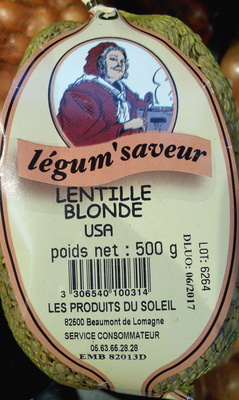 légum'saveur
LENTILLE
BLONDE
USA
poids net : 500 g
3 306540 100314
LES PRODUITS DU SOLEIL
82500 Beaumont de Lomagne
SERVICE CONSOMMATEUR
05.63.65.28.28
EMB 82013D
LOT: 6264
DLUO: 06/2017